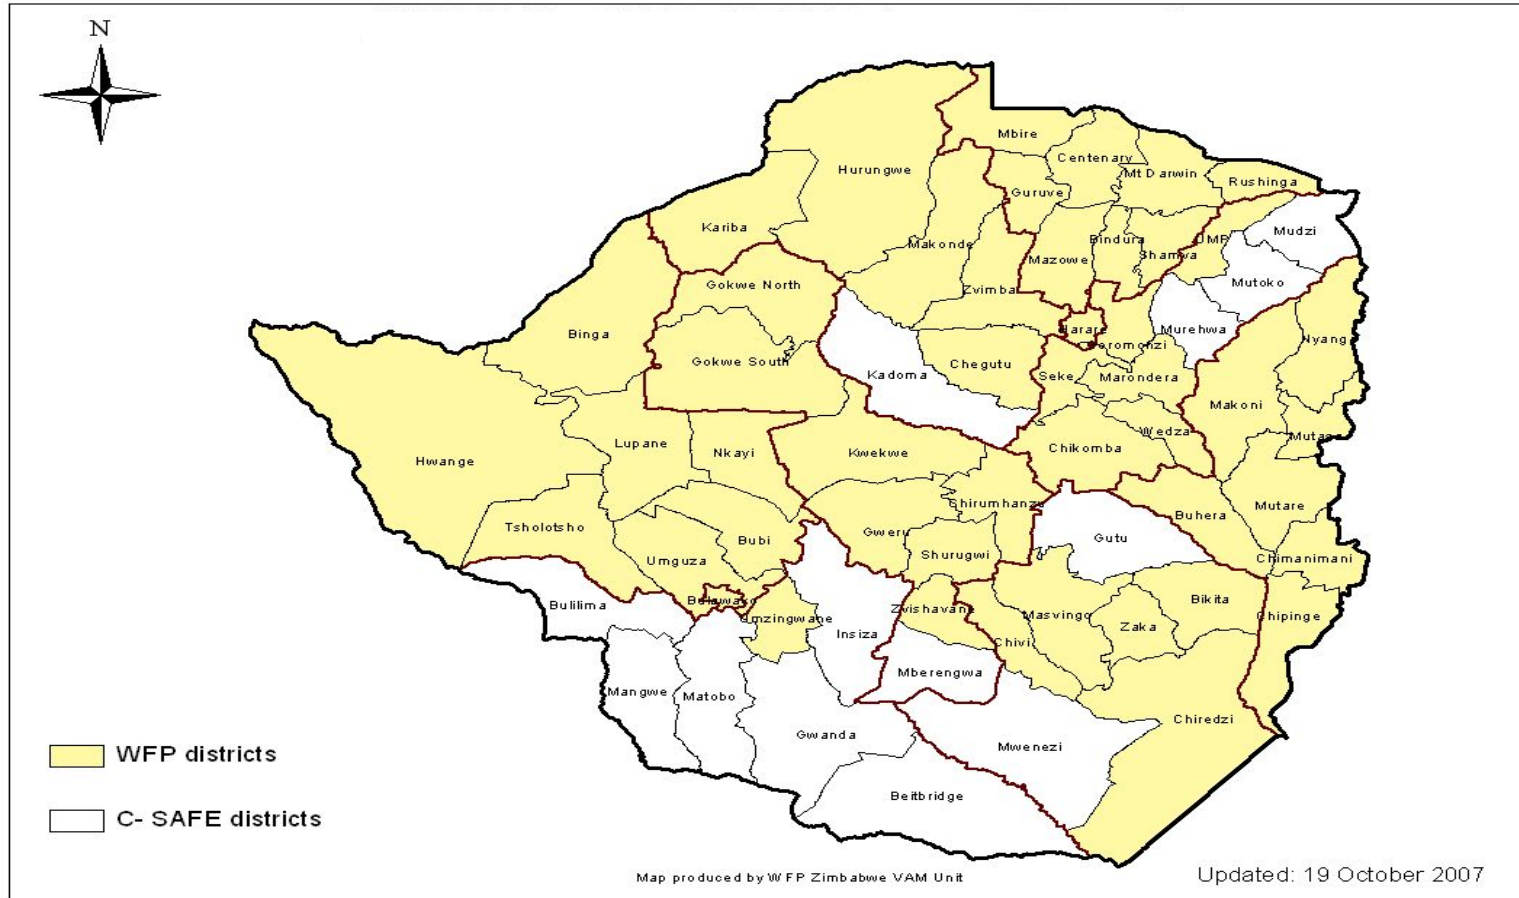 N
Mbire
Centenary
Hurungwe
Mt Darwin
Rushinga
Guruve
Kariba
Makonde
Bindura
UMP
Mudzi
Shamva
Mazowe
Mutoko
Gokwe North
Zvimba
Binga
Harare
Murehwa
Nyang
Goromonzi
Gokwe South
Chegutu
Kadoma
Seke
Marondera
Makoni
Wedza
Mutasa
Lupane
Chikomba
Nkayi
Kwekwe
Hwange
Chirumhanzu
Mutare
Buhera
Tsholotsho
Gweru
Gutu
Bubi
Shurugwi
Umguza
Chimanimani
Bulawayo
Bikita
Bulilima
Zvishavane
Masvingo
Chipinge
Umzingwane
Zaka
Insiza
Chivi
Mberengwa
Mangwe
Matobo
Chiredzi
Gwanda
Mwenezi
Beitbridge
WFP districts
C- SAFE districts
Map produced by WFP Zimbabwe VAM Unit
Updated: 19 October 2007